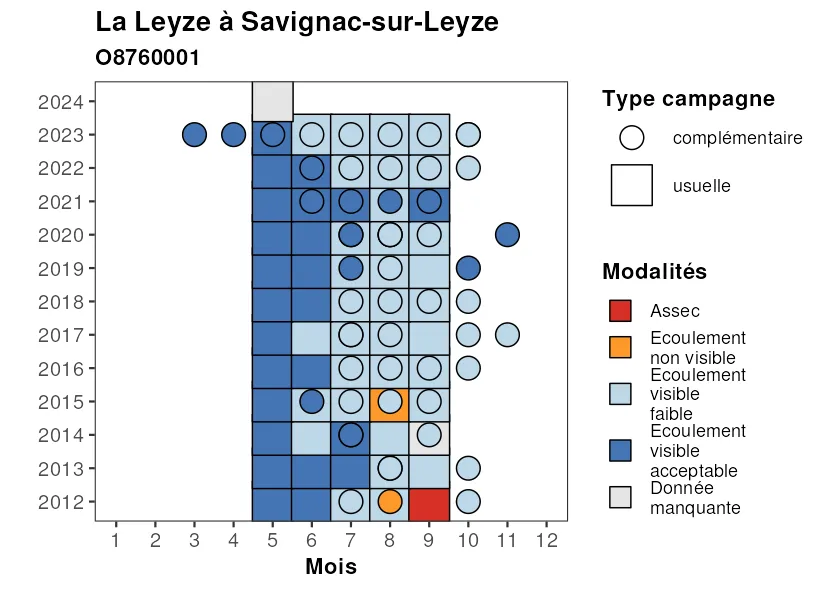 La Leyze à Savignac-sur-Leyze
O8760001
2024
2023
2022
2021
2020
2019
2018
2017
2016
2015
2014
2013
2012
1 2 3 4 5 6 7 8 9 10 11 12
Mois
Type campagne
complémentaire
usuelle
Modalités
Assec
Ecoulement
non visible
Ecoulement
visible
faible
Ecoulement
visible
acceptable
Donnée
manquante